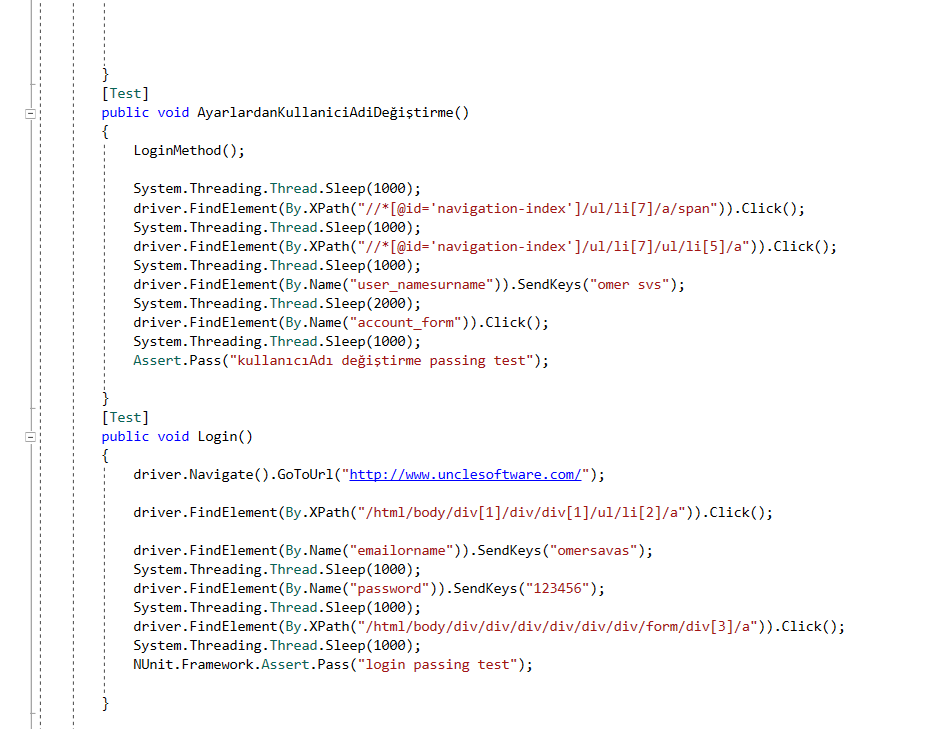 }
[Test]
public void AyarlardanKullaniciAdiDeğiştirme()
{
LoginMethod();
System.Threading.Thread.Sleep(1000);
driver.FindElement(By.XPath("//*[@id='navigation-index']/ul/li[7]/a/span")).Click();
System.Threading.Thread.Sleep(1000);
driver.FindElement(By.XPath("//*[@id='navigation-index']/ul/li[7]/ul/li[5]/a")).Click();
System.Threading.Thread.Sleep(1000);
driver.FindElement(By.Name("user_namesurname")).SendKeys("omer svs");
System.Threading.Thread.Sleep(2000);
driver.FindElement(By.Name("account_form")).Click();
System.Threading.Thread.Sleep(1000);
Assert.Pass("kullanıcıAdı değiştirme passing test");
}
[Test]
public void Login()
{
driver.Navigate().GoToUrl("http://www.unclesoftware.com/");
driver.FindElement(By.XPath("/html/body/div[1]/div/div[1]/ul/li[2]/a")).Click();
driver.FindElement(By.Name("emailorname")).SendKeys("omersavas");
System.Threading.Thread.Sleep(1000);
driver.FindElement(By.Name("password")).SendKeys("123456");
System.Threading.Thread.Sleep(1000);
driver.FindElement(By.XPath("/html/body/div/div/div/div/div/div/form/div[3]/a")).Click();
System.Threading.Thread.Sleep(1000);
NUnit.Framework.Assert.Pass("login passing test");
}